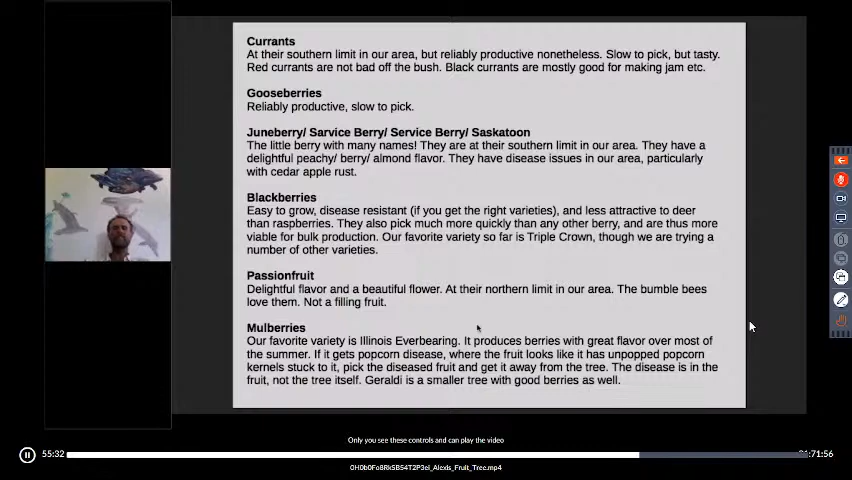 Currants
At their southern limit in our area, but reliably productive nonetheless. Slow to pick, but tasty.
Red currants are not bad off the bush. Black currants are mostly good for making jam etc.
Gooseberries
Reliably productive, slow to pick.
Juneberry/ Sarvice Berry/ Service Berry/ Saskatoon
The little berry with many names! They are at their southern limit in our area. They have a
delightful peachy/ berry/ almond flavor. They have disease issues in our area, particularly
with cedar apple rust.
Blackberries
Easy to grow, disease resistant (if you get the right varieties), and less attractive to deer
than raspberries. They also pick much more quickly than any other berry, and are thus more
viable for bulk production. Our favorite variety so far is Triple Crown, though we are trying a
number of other varieties.
Passionfruit
Delightful flavor and a beautiful flower. At their northern limit in our area. The bumble bees
love them. Not a filling fruit.
Mulberries
Our favorite variety is Illinois Everbearing. It produces berries with great flavor over most of
the summer. If it gets popcorn disease, where the fruit looks like it has unpopped popcorn
kernels stuck to it, pick the diseased fruit and get it away from the tree. The disease is in the
fruit, not the tree itself. Geraldi is a smaller tree with good berries as well.
Only you see these controls and can play the video
55:32